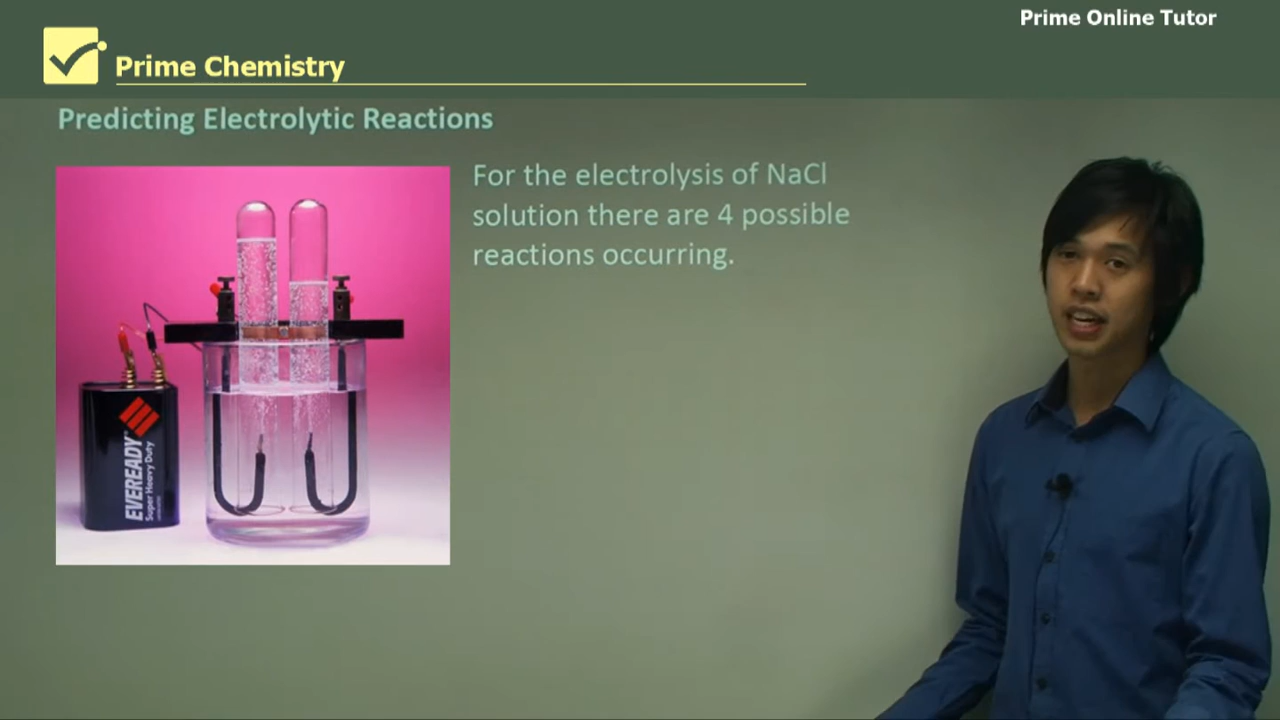 Prime Online Tutor
Prime Chemistry
Predicting Electrolytic Reactions
For the electrolysis of NaCl
solution there are 4 possible
reactions occurring.
EVEREADY
Super Heavy Duty